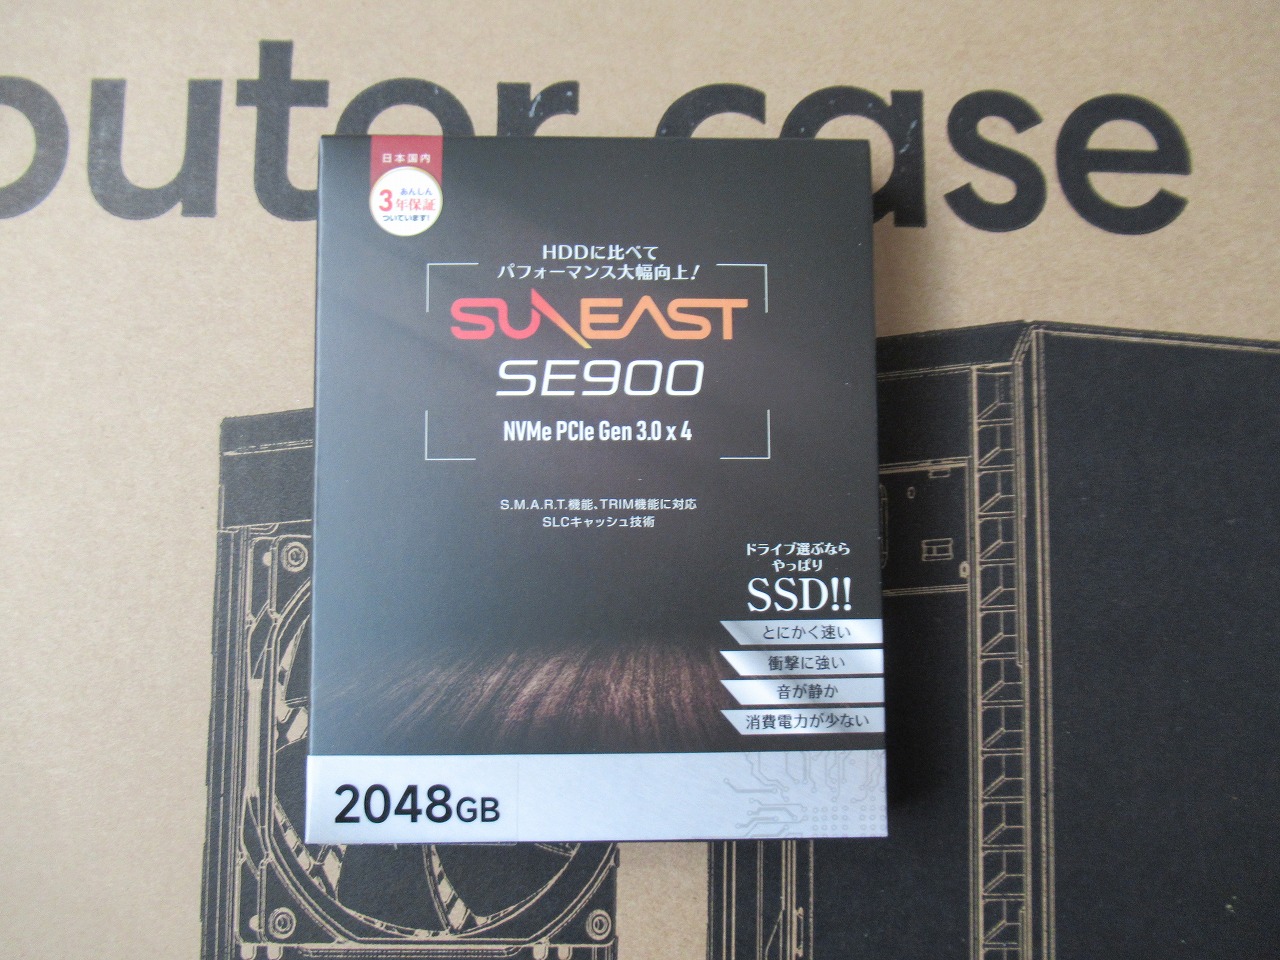 outer case
日本国内
あんしん
3年保証
ついています!
HDDに比べて
パフォーマンス大幅向上!
SUNEAST
SE900
NVMe PCIe Gen 3.0 x 4
S.M.A.R.T.機能、TRIM機能に対応
SLCキャッシュ技術
ドライブ選ぶなら
やっぱり
SSD!!
とにかく速い
衝撃に強い
音が静か
消費電力が少ない
2048GB